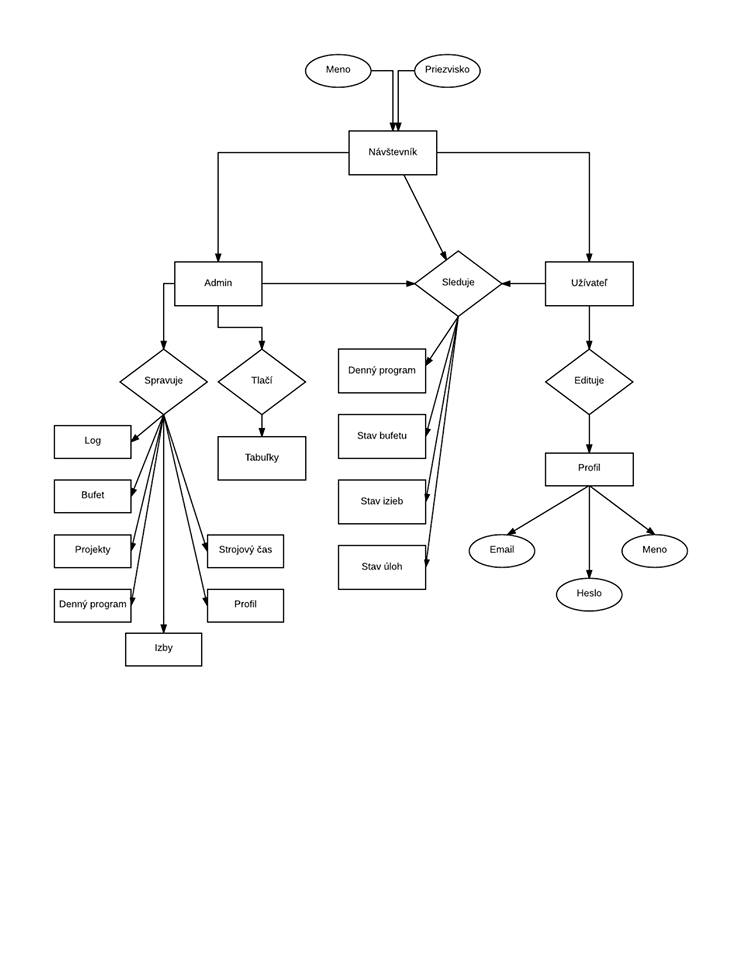 Meno
Priezvisko
Návštevník
Admin
Sleduje
Užívateľ
Spravuje
Tlačí
Denný program
Edituje
Log
Tabuľky
Stav bufetu
Profil
Bufet
Stav izieb
Projekty
Strojový čas
Stav úloh
Email
Meno
Heslo
Denný program
Profil
Izby